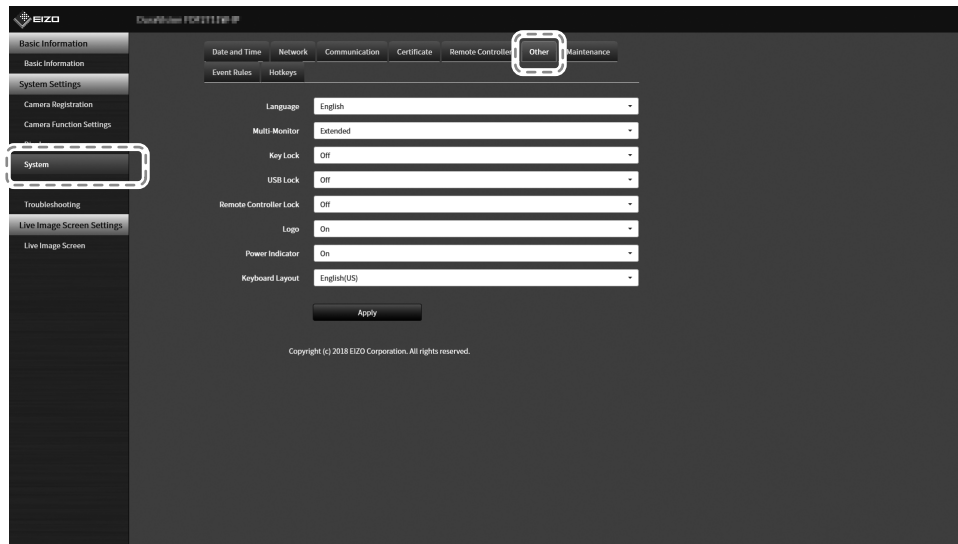 EIZO
Basic Information
Basic Information
System Settings
Camera Registration
Camera Function Settings
System
Troubleshooting
Live Image Screen Settings
Live Image Screen
Date and Time Network Communication Certificate Remote Controller Other Maintenance
Event Rules Hotkeys
Language English
Multi-Monitor Extended
Key Lock Off
USB Lock Off
Remote Controller Lock Off
Logo On
Power Indicator On
Keyboard Layout English(US)
Apply
Copyright (c) 2018 EIZO Corporation. All rights reserved.